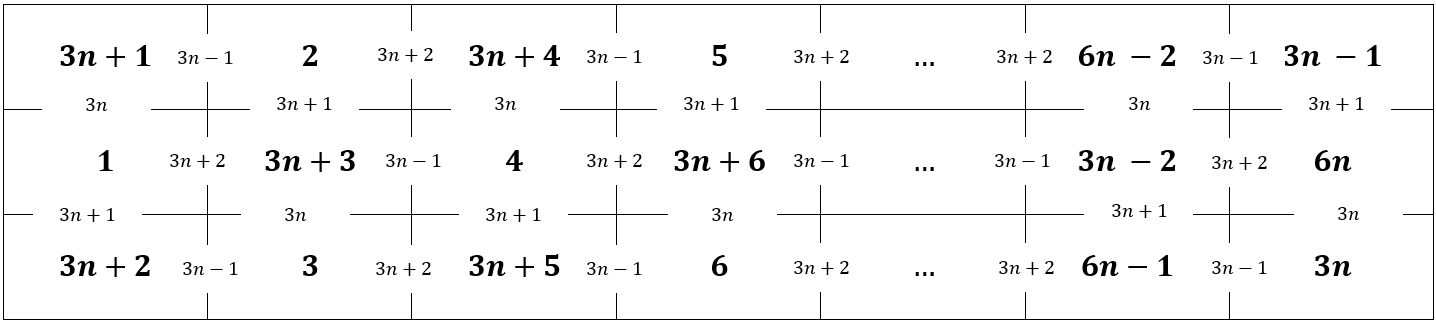 3n + 1 3n − 1 2 3n + 2 3n + 4 3n − 1 5 3n + 2 ... 3n + 2 6n − 2 3n − 1 3n − 1
3n 3n + 1 3n 3n + 1 3n 3n + 1
1 3n + 2 3n + 3 3n − 1 4 3n + 2 3n + 6 3n − 1 ... 3n − 1 3n − 2 3n + 2 6n
3n + 1 3n 3n + 1 3n 3n + 1 3n
3n + 2 3n − 1 3 3n + 2 3n + 5 3n − 1 6 3n + 2 ... 3n + 2 6n − 1 3n − 1 3n